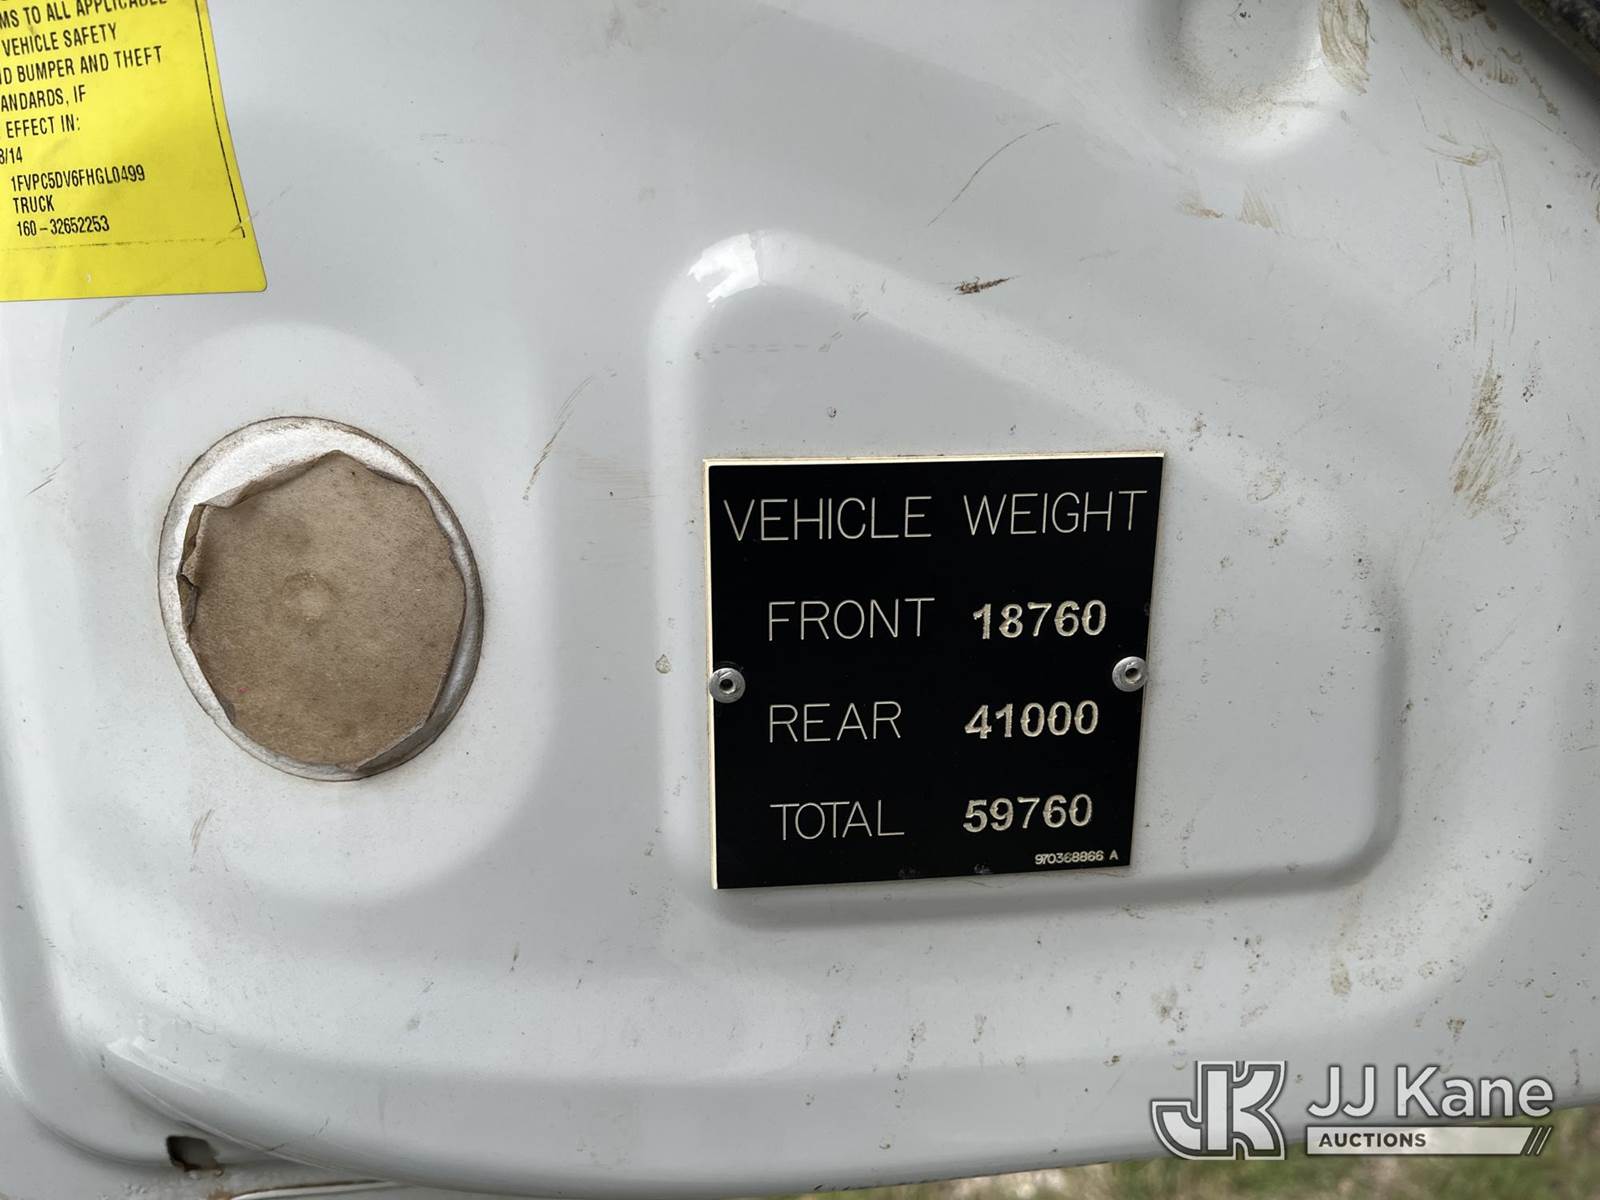 MS TO ALL APPLICABLE
VEHICLE SAFETY
BUMPER AND THEFT
ANDARDS, IF
EFFECT IN:
8/14
1FVPC5DV6FHGL0499
TRUCK
160-32652253
VEHICLE WEIGHT
FRONT 18760
REAR 41000
TOTAL 59760
970368866 A
JK JJ Kane
AUCTIONS